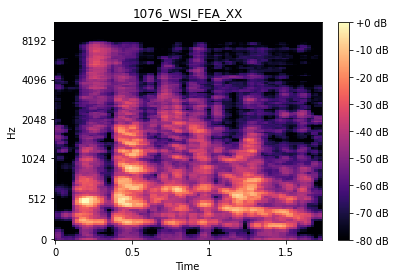 1076_WSI_FEA_XX
Hz
8192
4096
2048
1024
512
0
0
0.5
1
1.5
Time
+0 dB
-10 dB
-20 dB
-30 dB
-40 dB
-50 dB
-60 dB
-70 dB
-80 dB